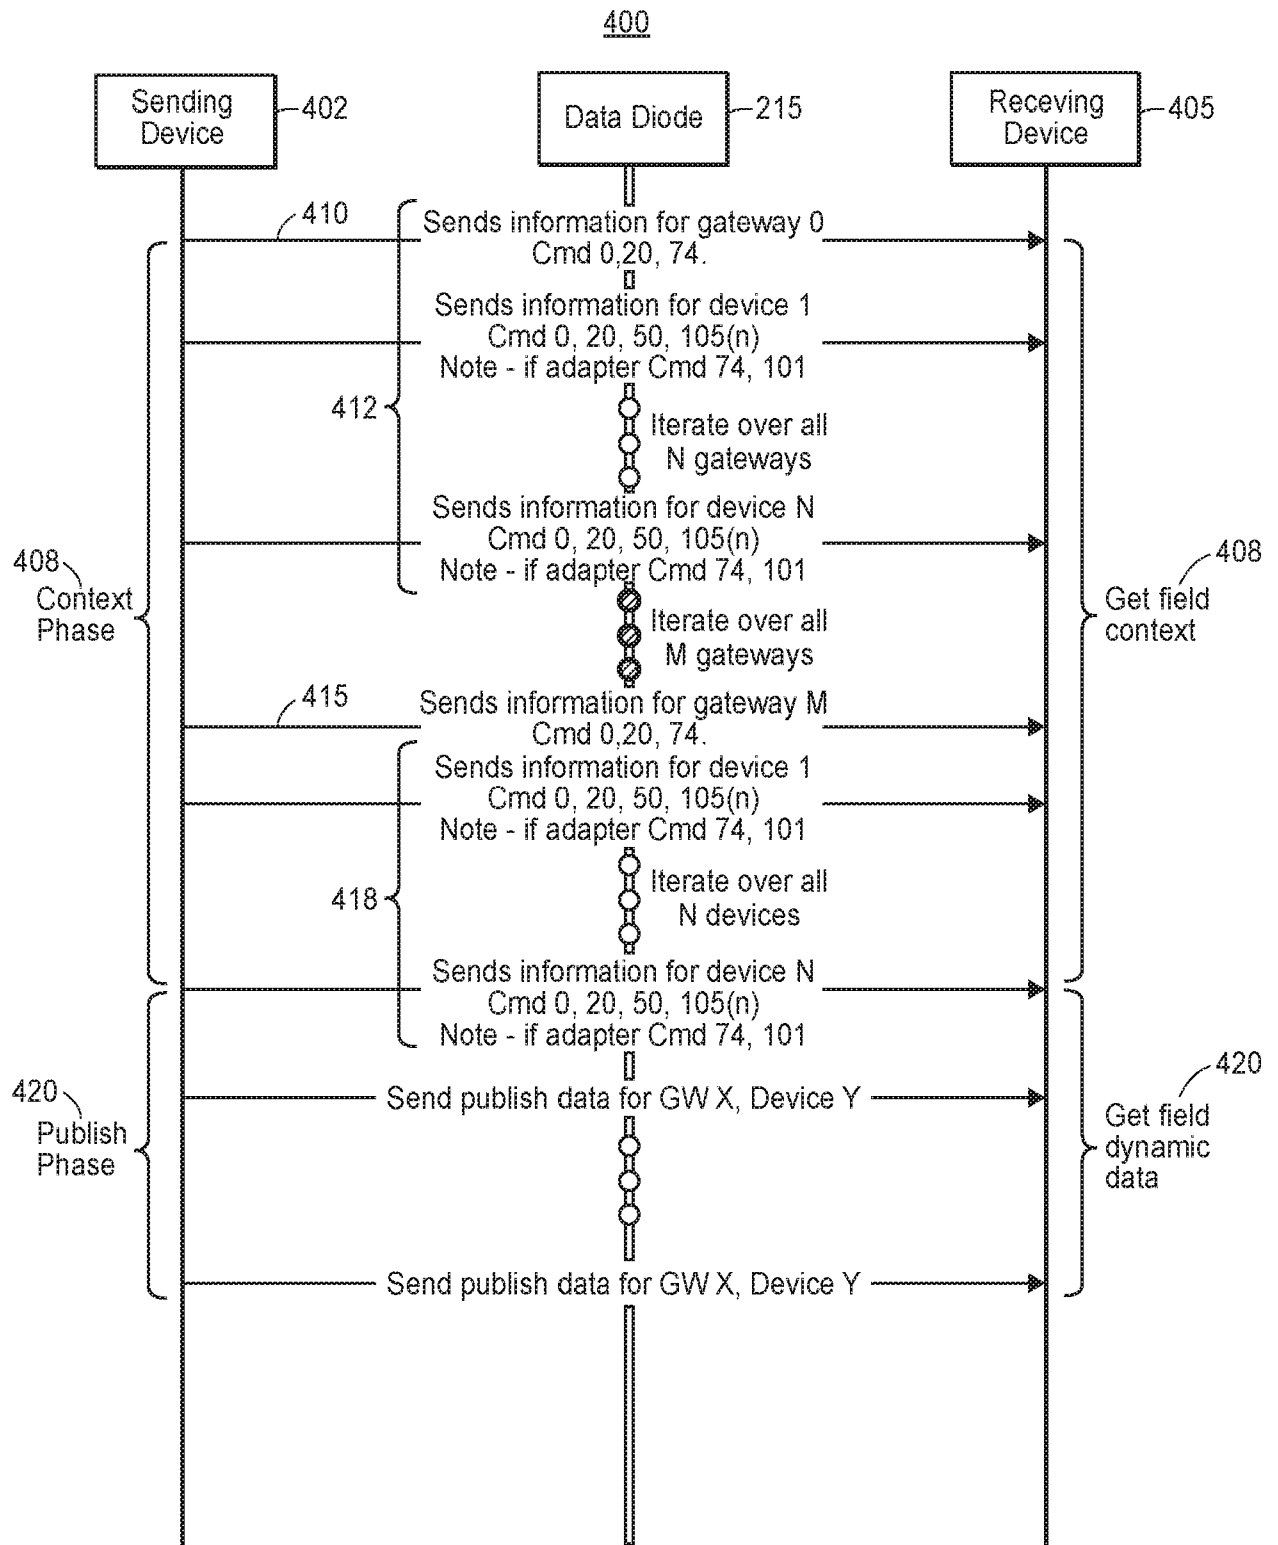 400
Sending
Device
402
Data Diode
215
Receving
Device
405
410
Sends information for gateway 0
Cmd 0,20, 74.
Sends information for device 1
Cmd 0, 20, 50, 105(n)
Note - if adapter Cmd 74, 101
412
Iterate over all
N gateways
Sends information for device N
Cmd 0, 20, 50, 105(n)
Note - if adapter Cmd 74, 101
408
Context
Phase
Iterate over all
M gateways
408
Get field
context
415
Sends information for gateway M
Cmd 0,20, 74.
Sends information for device 1
Cmd 0, 20, 50, 105(n)
Note - if adapter Cmd 74, 101
418
Iterate over all
N devices
Sends information for device N
Cmd 0, 20, 50, 105(n)
Note - if adapter Cmd 74, 101
420
Publish
Phase
Send publish data for GW X, Device Y
420
Get field
dynamic
data
Send publish data for GW X, Device Y